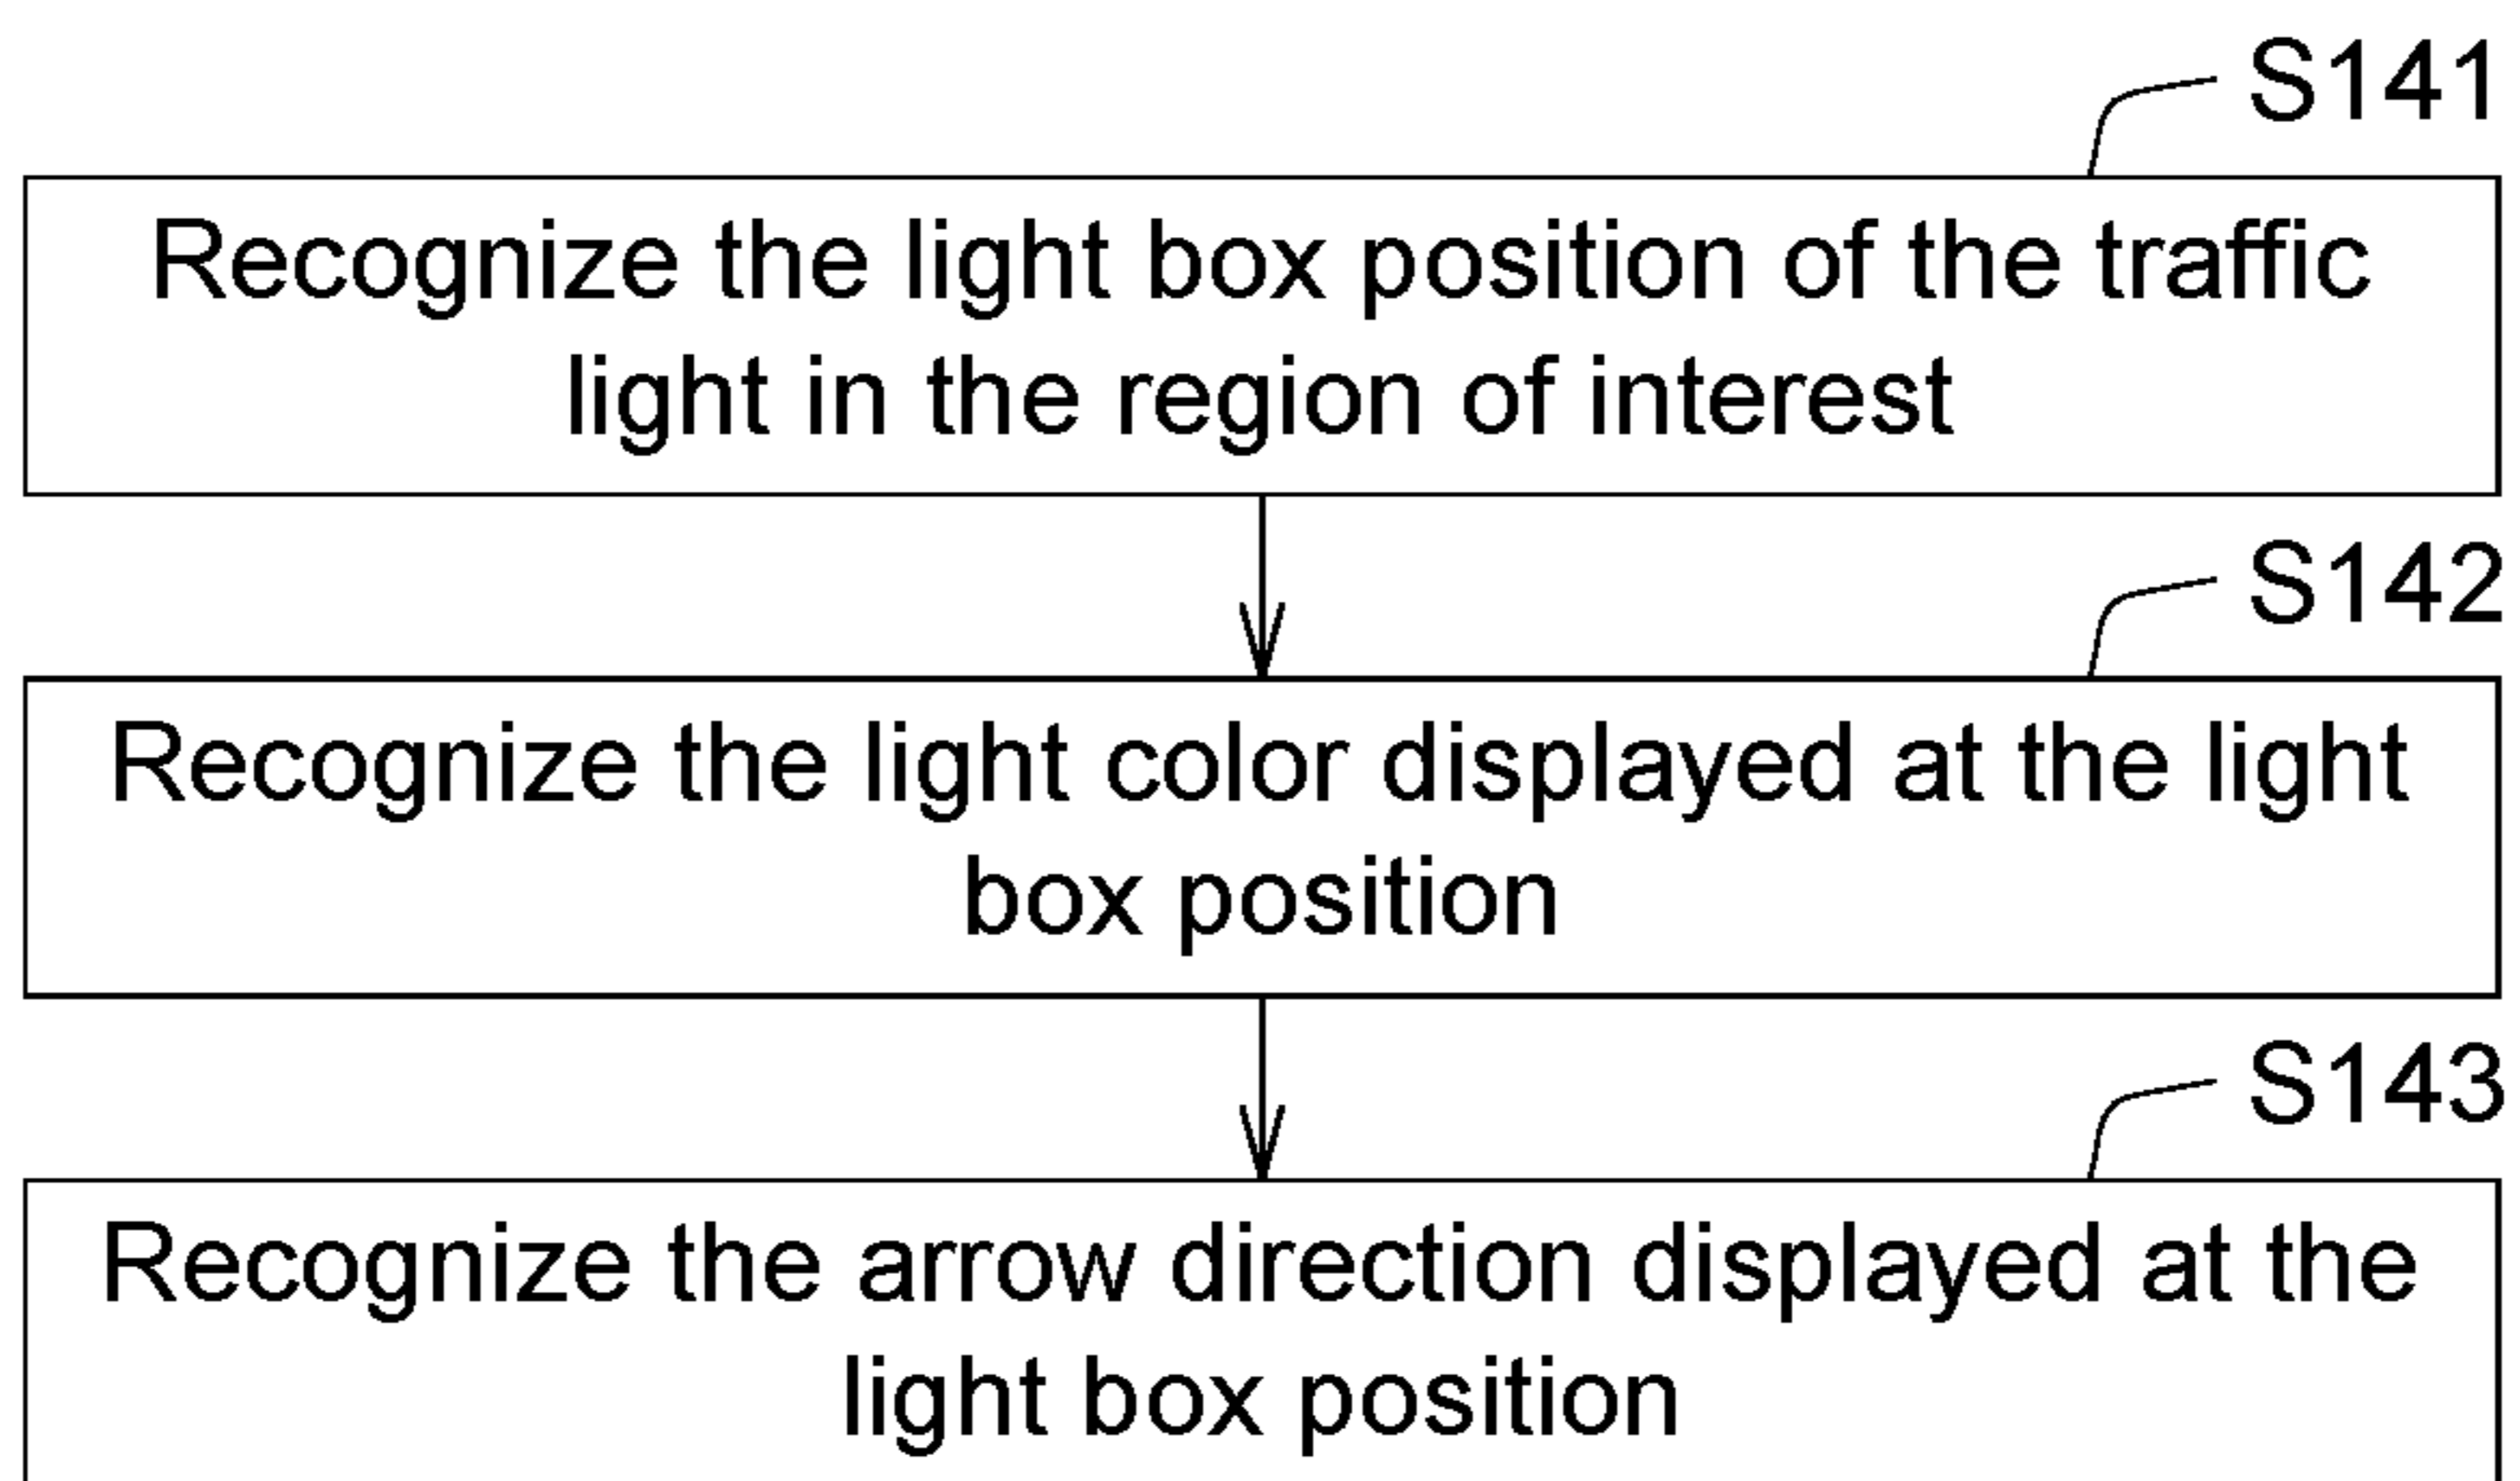 S141
Recognize the light box position of the traffic
light in the region of interest
S142
Recognize the light color displayed at the light
box position
S143
Recognize the arrow direction displayed at the
light box position